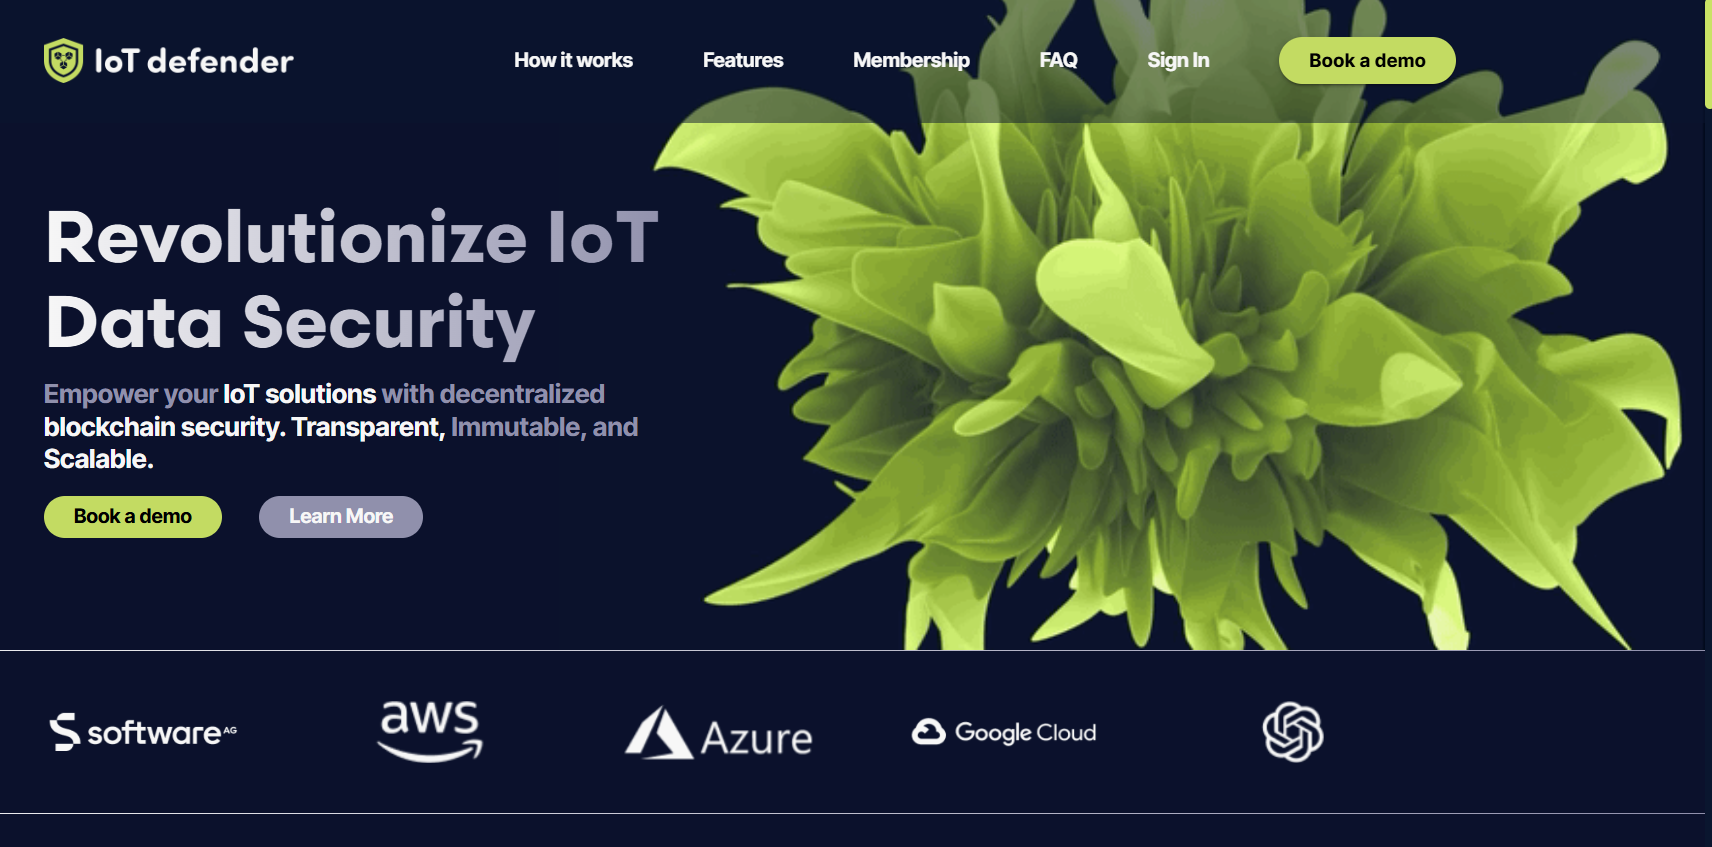 IoT defender
How it works
Features
Membership
FAQ
Sign In
Book a demo
Revolutionize IoT
Data Security
Empower your IoT solutions with decentralized
blockchain security. Transparent, Immutable, and
Scalable.
Book a demo
Learn More
software AG
aws
Azure
Google Cloud